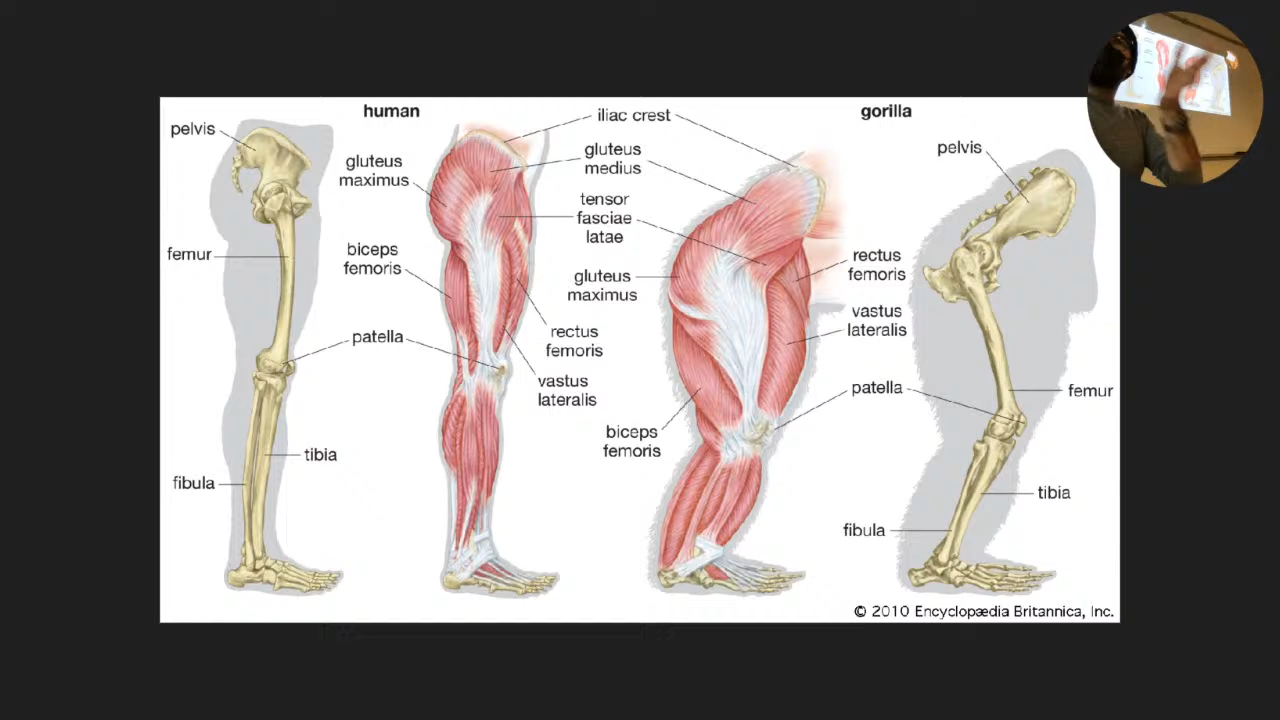 human
iliac crest
gorilla
pelvis
gluteus
maximus
gluteus
medius
pelvis
tensor
fasciae
latae
femur
biceps
femoris
gluteus
maximus
rectus
femoris
patella
rectus
femoris
vastus
lateralis
vastus
lateralis
patella
femur
biceps
femoris
tibia
fibula
tibia
fibula
© 2010 Encyclopædia Britannica, Inc.